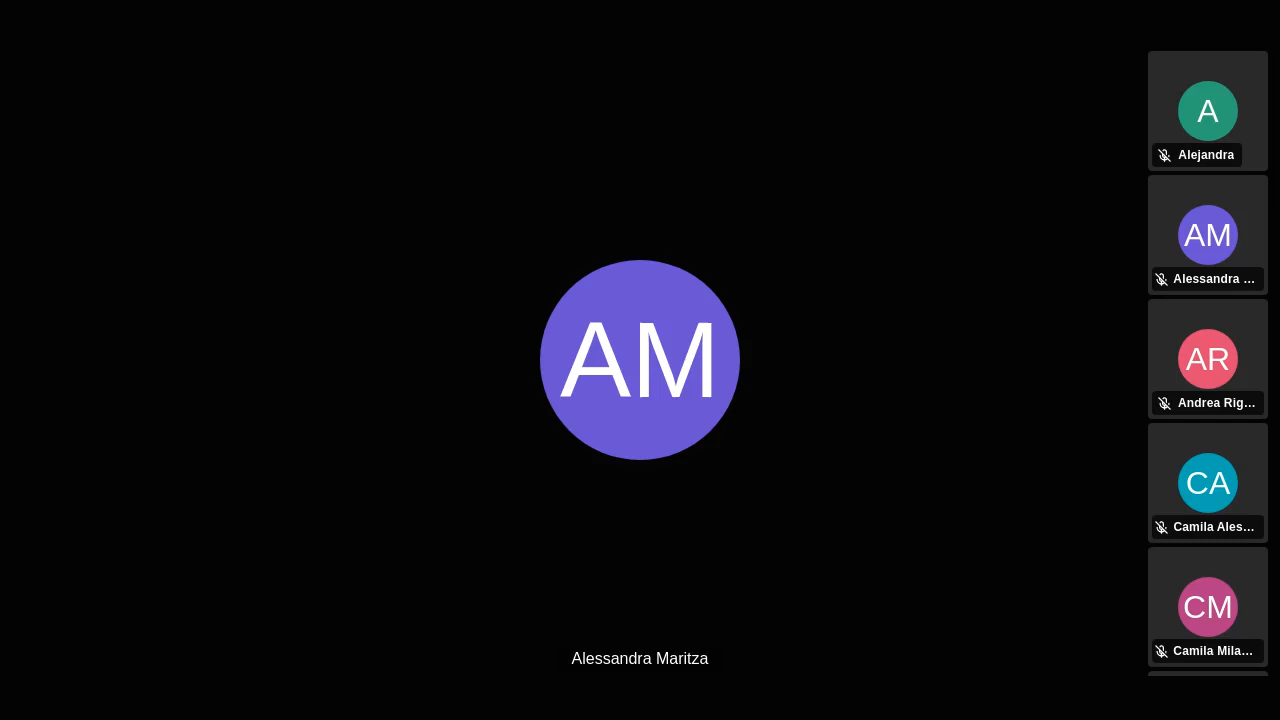 A
Alejandra
AM
Alessandra ...
AR
Andrea Rig...
CA
Camila Ales...
CM
Camila Mila...
AM
Alessandra Maritza